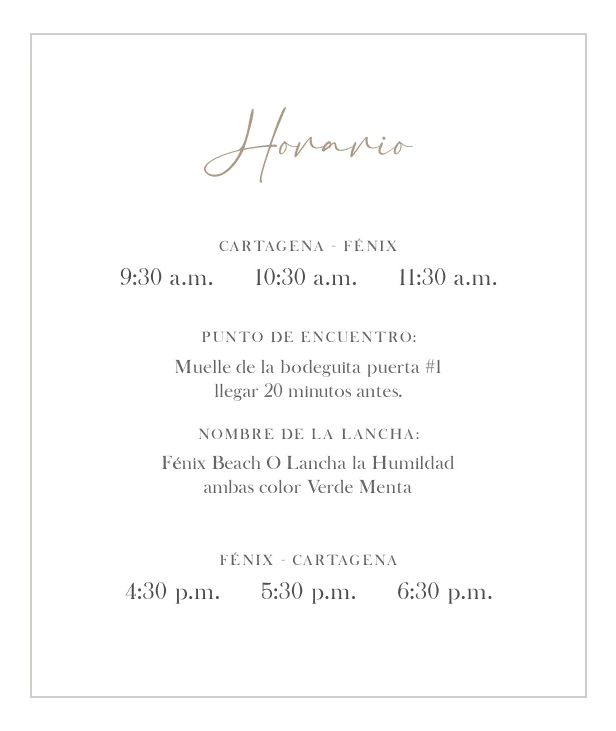 Horario
CARTAGENA - FÉNIX
9:30 a.m. 10:30 a.m. 11:30 a.m.
PUNTO DE ENCUENTRO:
Muelle de la bodeguita puerta #1
llegar 20 minutos antes.
NOMBRE DE LA LANCHA:
Fénix Beach O Lancha la Humildad
ambas color Verde Menta
FÉNIX - CARTAGENA
4:30 p.m. 5:30 p.m. 6:30 p.m.